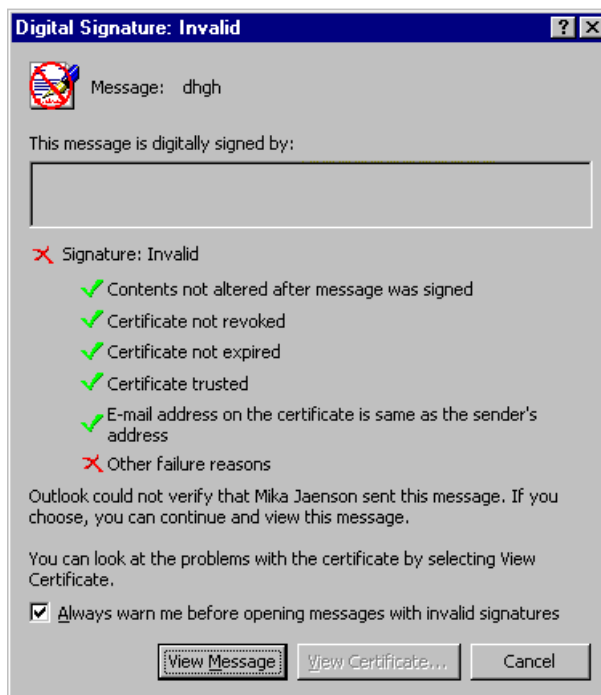 Digital Signature: Invalid
Message: dhgh
This message is digitally signed by:
Signature: Invalid
Contents not altered after message was signed
Certificate not revoked
Certificate not expired
Certificate trusted
E-mail address on the certificate is same as the sender's
address
Other failure reasons
Outlook could not verify that Mika Jaenson sent this message. If you
choose, you can continue and view this message.
You can look at the problems with the certificate by selecting View
Certificate.
Always warn me before opening messages with invalid signatures
View Message View Certificate... Cancel